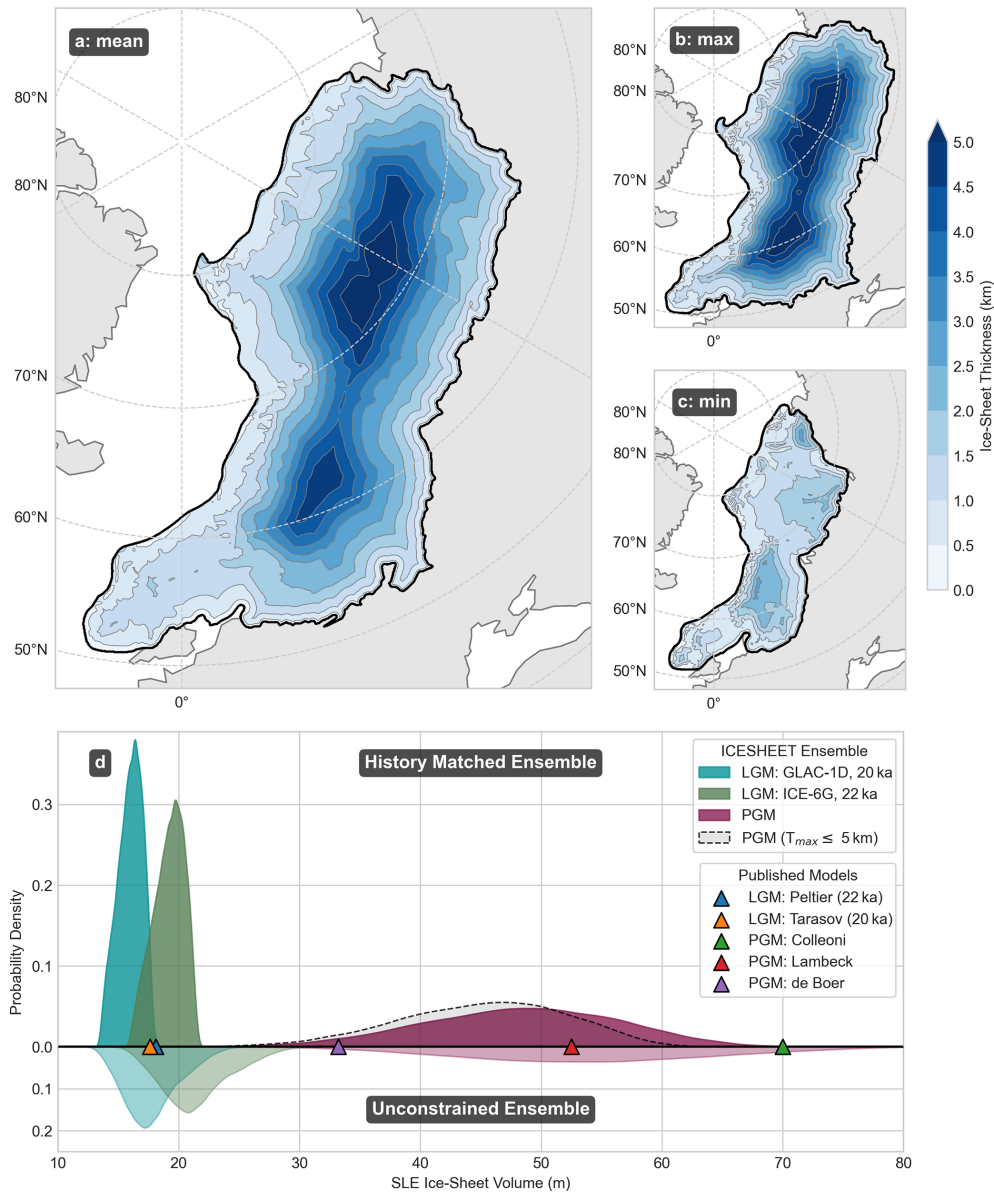 a: mean
80°N
80°N
70°N
60°N
50°N
0°
b: max
80°N
80°N
70°N
60°N
50°N
0°
c: min
80°N
80°N
70°N
60°N
50°N
0°
5.0
4.5
4.0
3.5
3.0
2.5
2.0
1.5
1.0
0.5
0.0
Ice-Sheet Thickness (km)
d
History Matched Ensemble
ICESHEET Ensemble
LGM: GLAC-1D, 20 ka
LGM: ICE-6G, 22 ka
PGM
PGM (Tmax ≤ 5 km)
Published Models
LGM: Peltier (22 ka)
LGM: Tarasov (20 ka)
PGM: Colleoni
PGM: Lambeck
PGM: de Boer
Unconstrained Ensemble
Probability Density
0.3
0.2
0.1
0.0
0.1
0.2
10 20 30 40 50 60 70 80
SLE Ice-Sheet Volume (m)